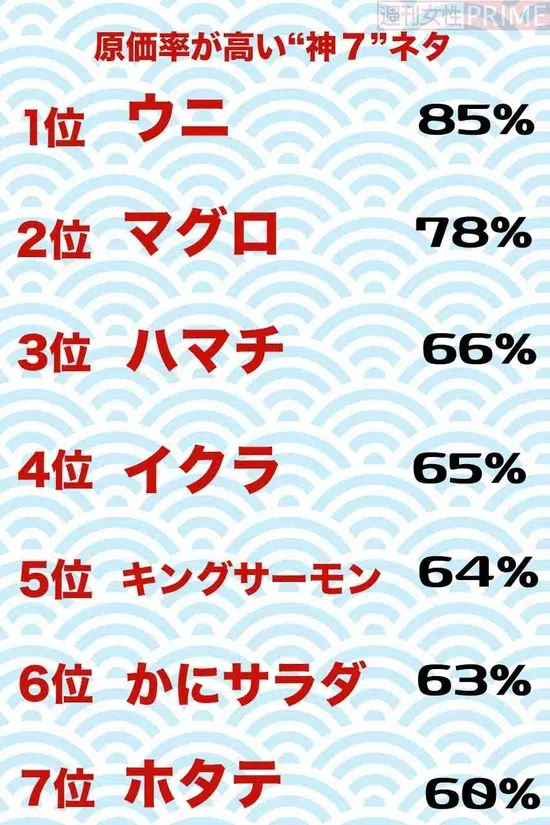 週刊女性PRIME
原価率が高い“神７”ネタ
1位 ウニ 85%
2位 マグロ 78%
3位 ハマチ 66%
4位 イクラ 65%
5位 キングサーモン 64%
6位 かにサラダ 63%
7位 ホタテ 60%